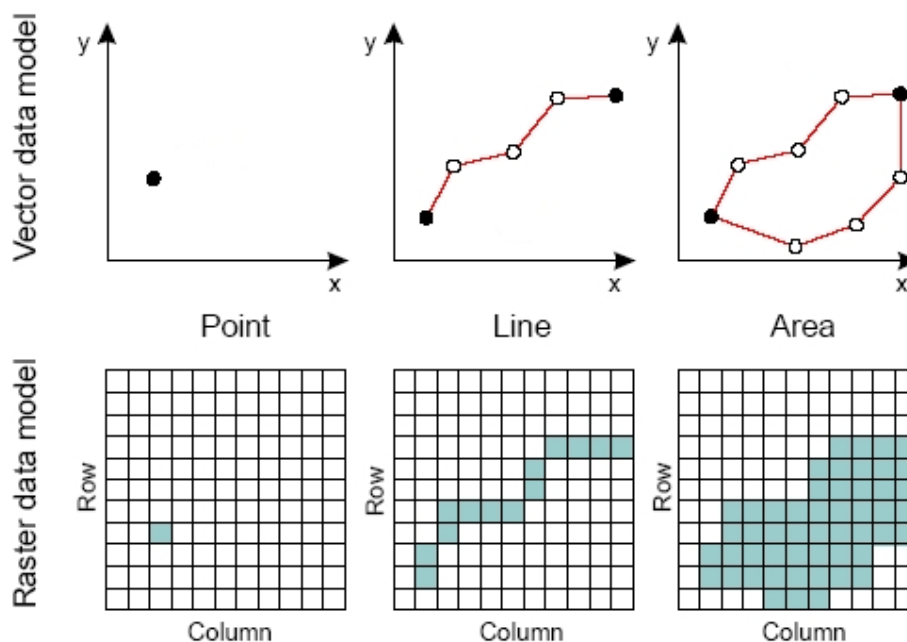 Vector data model
y
x
y
x
y
x
Point
Line
Area
Raster data model
Row
Column
Row
Column
Row
Column